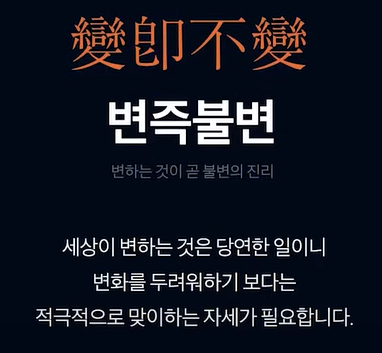 變卽不變
변즉불변
변하는 것이 곧 불변의 진리
세상이 변하는 것은 당연한 일이니
변화를 두려워하기 보다는
적극적으로 맞이하는 자세가 필요합니다.